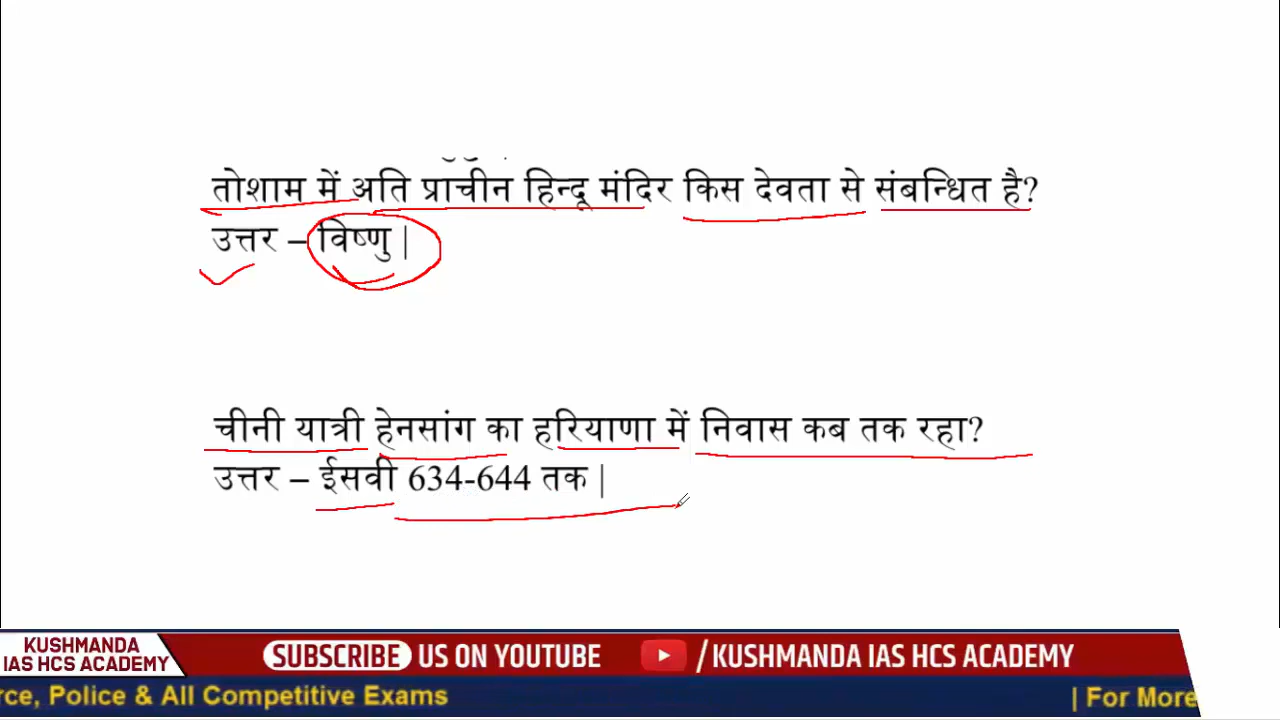 तोशाम में अति प्राचीन हिन्दू मंदिर किस देवता से संबन्धित है?
उत्तर – विष्णु |
चीनी यात्री हेनसांग का हरियाणा में निवास कब तक रहा?
उत्तर – ईसवी 634-644 तक |
KUSHMANDA
IAS HCS ACADEMY
SUBSCRIBE US ON YOUTUBE / KUSHMANDA IAS HCS ACADEMY
rce, Police & All Competitive Exams | For More